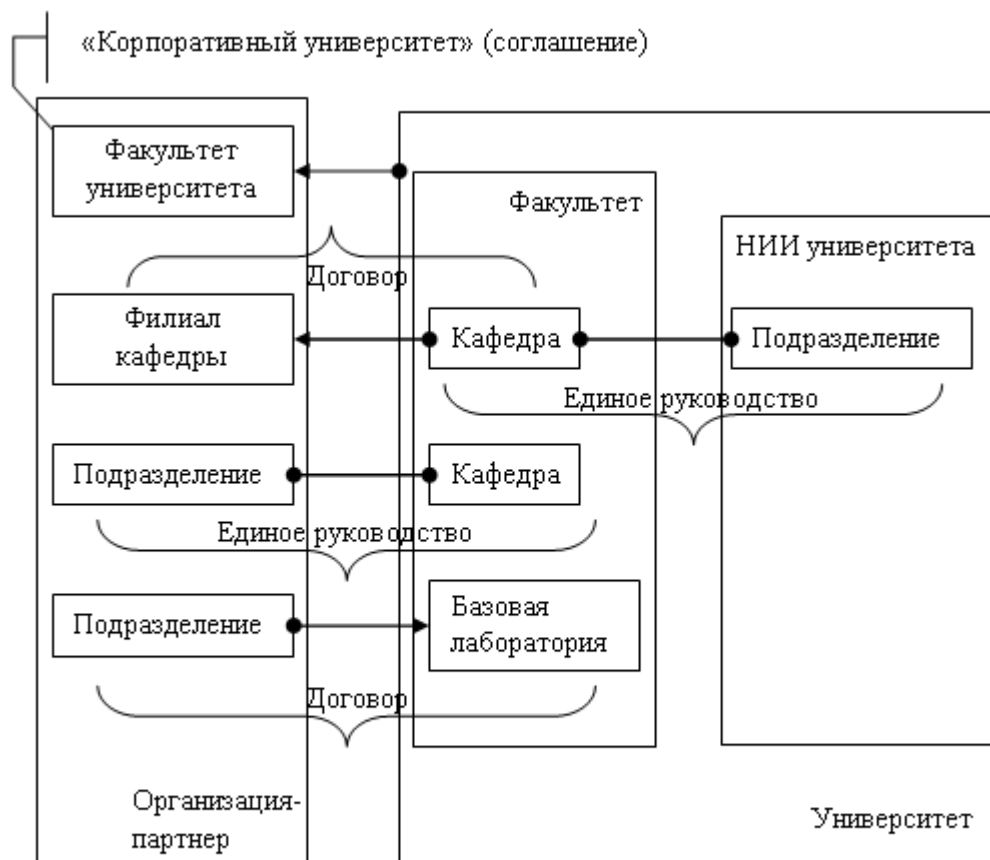 «Корпоративный университет» (соглашение)
Факультет
университета
Факультет
НИИ университета
Договор
Филиал
кафедры
Кафедра
Подразделение
Единое руководство
Подразделение
Кафедра
Единое руководство
Подразделение
Базовая
лаборатория
Договор
Организация-
партнер
Университет